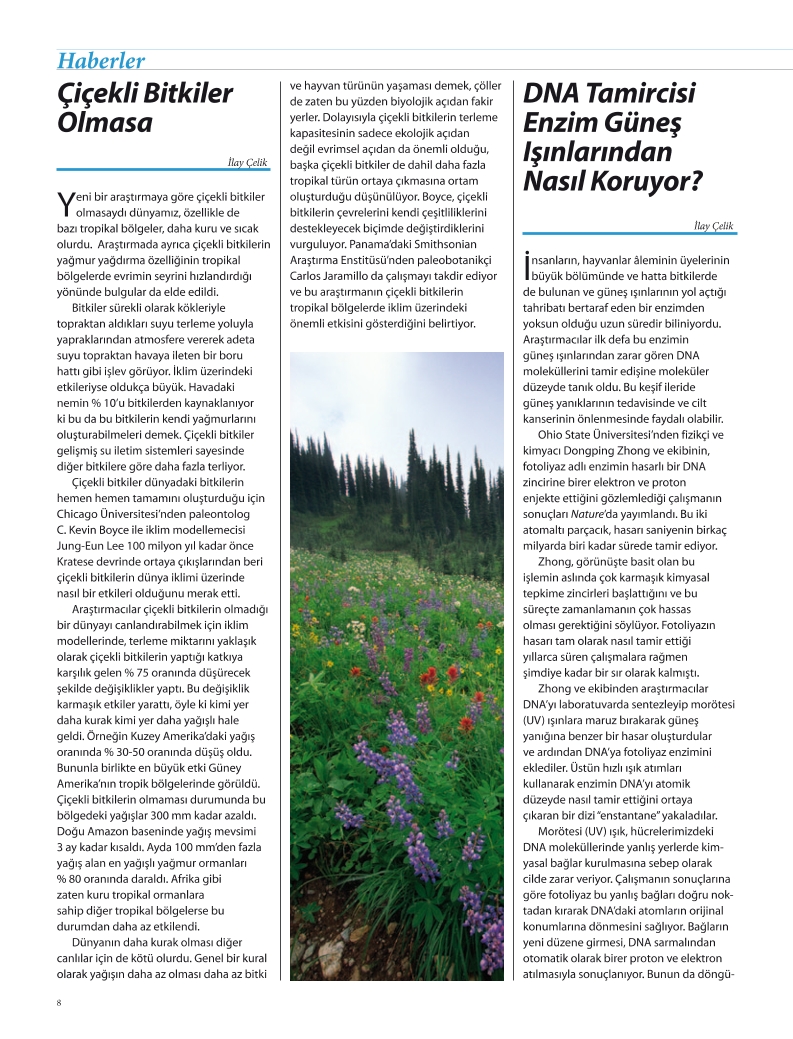 Haberler
Çiçekli Bitkiler
Olmasa
İlay Çelik
Yeni bir araştırmaya göre çiçekli bitkiler
olmasaydı dünyamız, özellikle de
bazı tropikal bölgeler, daha kuru ve sıcak
olurdu. Araştırmada ayrıca çiçekli bitkilerin
yağmur yağdırma özelliğinin tropikal
bölgelerde evrimin seyrini hızlandırdığı
yönünde bulgular da elde edildi.
Bitkiler sürekli olarak kökleriyle
topraktan aldıkları suyu terleme yoluyla
yapraklarından atmosfere vererek adeta
suyu topraktan havaya ileten bir boru
hattı gibi işlev görüyor. İklim üzerindeki
etkileriyse oldukça büyük. Havadaki
nemin % 10’u bitkilerden kaynaklanıyor
ki bu da bu bitkilerin kendi yağmurlarını
oluşturabilmeleri demek. Çiçekli bitkiler
gelişmiş su iletim sistemleri sayesinde
diğer bitkilere göre daha fazla terliyor.
Çiçekli bitkiler dünyadaki bitkilerin
hemen hemen tamamını oluşturduğu için
Chicago Üniversitesi’nden paleontolog
C. Kevin Boyce ile iklim modellemecisi
Jung-Eun Lee 100 milyon yıl kadar önce
Kratese devrinde ortaya çıkışlarından beri
çiçekli bitkilerin dünya iklimi üzerinde
nasıl bir etkileri olduğunu merak etti.
Araştırmacılar çiçekli bitkilerin olmadığı
bir dünyayı canlandırabilmek için iklim
modellerinde, terleme miktarını yaklaşık
olarak çiçekli bitkilerin yaptığı katkıya
karşılık gelen % 75 oranında düşürecek
şekilde değişiklikler yaptı. Bu değişiklik
karmaşık etkiler yarattı, öyle ki kimi yer
daha kurak kimi yer daha yağışlı hale
geldi. Örneğin Kuzey Amerika’daki yağış
oranında % 30-50 oranında düşüş oldu.
Bununla birlikte en büyük etki Güney
Amerika’nın tropik bölgelerinde görüldü.
Çiçekli bitkilerin olmaması durumunda bu
bölgedeki yağışlar 300 mm kadar azaldı.
Doğu Amazon baseninde yağış mevsimi
3 ay kadar kısaldı. Ayda 100 mm’den fazla
yağış alan en yağışlı yağmur ormanları
% 80 oranında daraldı. Afrika gibi
zaten kuru tropikal ormanlara
sahip diğer tropikal bölgelerse bu
durumdan daha az etkilendi.
Dünyanın daha kurak olması diğer
canlılar için de kötü olurdu. Genel bir kural
olarak yağışın daha az olması daha az bitki
ve hayvan türünün yaşaması demek, çöller
de zaten bu yüzden biyolojik açıdan fakir
yerler. Dolayısıyla çiçekli bitkilerin terleme
kapasitesinin sadece ekolojik açıdan
değil evrimsel açıdan da önemli olduğu,
başka çiçekli bitkiler de dahil daha fazla
tropikal türün ortaya çıkmasına ortam
oluşturduğu düşünülüyor. Boyce, çiçekli
bitkilerin çevrelerini kendi çeşitliliklerini
destekleyecek biçimde değiştirdiklerini
vurguluyor. Panama’daki Smithsonian
Araştırma Enstitüsü’nden paleobotanikçi
Carlos Jaramillo da çalışmayı takdir ediyor
ve bu araştırmanın çiçekli bitkilerin
tropikal bölgelerde iklim üzerindeki
önemli etkisini gösterdiğini belirtiyor.
DNA Tamircisi
Enzim Güneş
Işınlarından
Nasıl Koruyor?
İlay Çelik
İnsanların, hayvanlar âleminin üyelerinin
büyük bölümünde ve hatta bitkilerde
de bulunan ve güneş ışınlarının yol açtığı
tahribatı bertaraf eden bir enzimden
yoksun olduğu uzun süredir biliniyordu.
Araştırmacılar ilk defa bu enzimin
güneş ışınlarından zarar gören DNA
moleküllerini tamir edişine moleküler
düzeyde tanık oldu. Bu keşif ileride
güneş yanıklarının tedavisinde ve cilt
kanserinin önlenmesinde faydalı olabilir.
Ohio State Üniversitesi’nden fizikçi ve
kimyacı Dongping Zhong ve ekibinin,
fotoliyaz adlı enzimin hasarlı bir DNA
zincirine birer elektron ve proton
enjekte ettiğini gözlemlediği çalışmanın
sonuçları Nature’da yayımlandı. Bu iki
atomaltı parçacık, hasarı saniyenin birkaç
milyarda biri kadar sürede tamir ediyor.
Zhong, görünüşte basit olan bu
işlemin aslında çok karmaşık kimyasal
tepkime zincirleri başlattığını ve bu
süreçte zamanlamanın çok hassas
olması gerektiğini söylüyor. Fotoliyazın
hasarı tam olarak nasıl tamir ettiği
yıllarca süren çalışmalara rağmen
şimdiye kadar bir sır olarak kalmıştı.
Zhong ve ekibinden araştırmacılar
DNA’yı laboratuvarda sentezleyip morötesi
(UV) ışınlara maruz bırakarak güneş
yanığına benzer bir hasar oluşturdular
ve ardından DNA’ya fotoliyaz enzimini
eklediler. Üstün hızlı ışık atımları
kullanarak enzimin DNA’yı atomik
düzeyde nasıl tamir ettiğini ortaya
çıkaran bir dizi “enstantane” yakaladılar.
Morötesi (UV) ışık, hücrelerimizdeki
DNA moleküllerinde yanlış yerlerde kim-
yasal bağlar kurulmasına sebep olarak
cilde zarar veriyor. Çalışmanın sonuçlarına
göre fotoliyaz bu yanlış bağları doğru nok-
tadan kırarak DNA’daki atomların orijinal
konumlarına dönmesini sağlıyor. Bağların
yeni düzene girmesi, DNA sarmalından
otomatik olarak birer proton ve elektron
atılmasıyla sonuçlanıyor. Bunun da döngü-
8